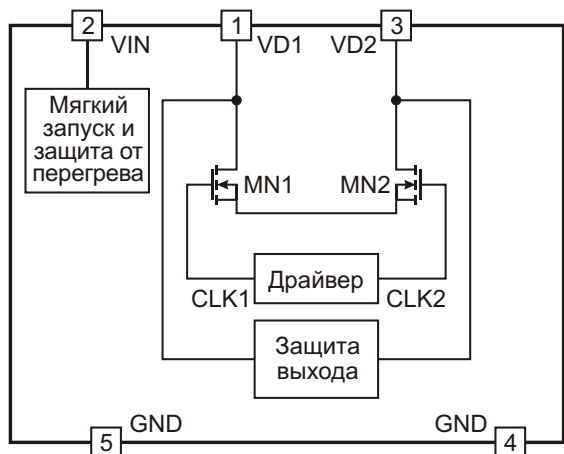 2
1
3
VIN
VD1
VD2
Мягкий
запуск и
защита от
перегрева
MN1
MN2
Драйвер
CLK1
CLK2
Защита
выхода
GND
GND
5
4